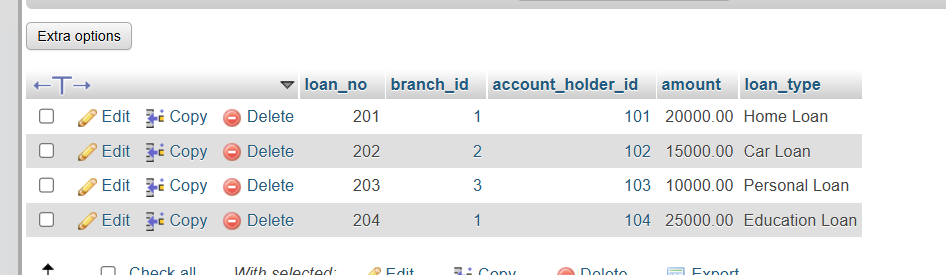 Extra options
←T→ loan_no branch_id account_holder_id amount loan_type
Edit Copy Delete 201 1 101 20000.00 Home Loan
Edit Copy Delete 202 2 102 15000.00 Car Loan
Edit Copy Delete 203 3 103 10000.00 Personal Loan
Edit Copy Delete 204 1 104 25000.00 Education Loan
Check all With selected: Edit Copy Delete Export